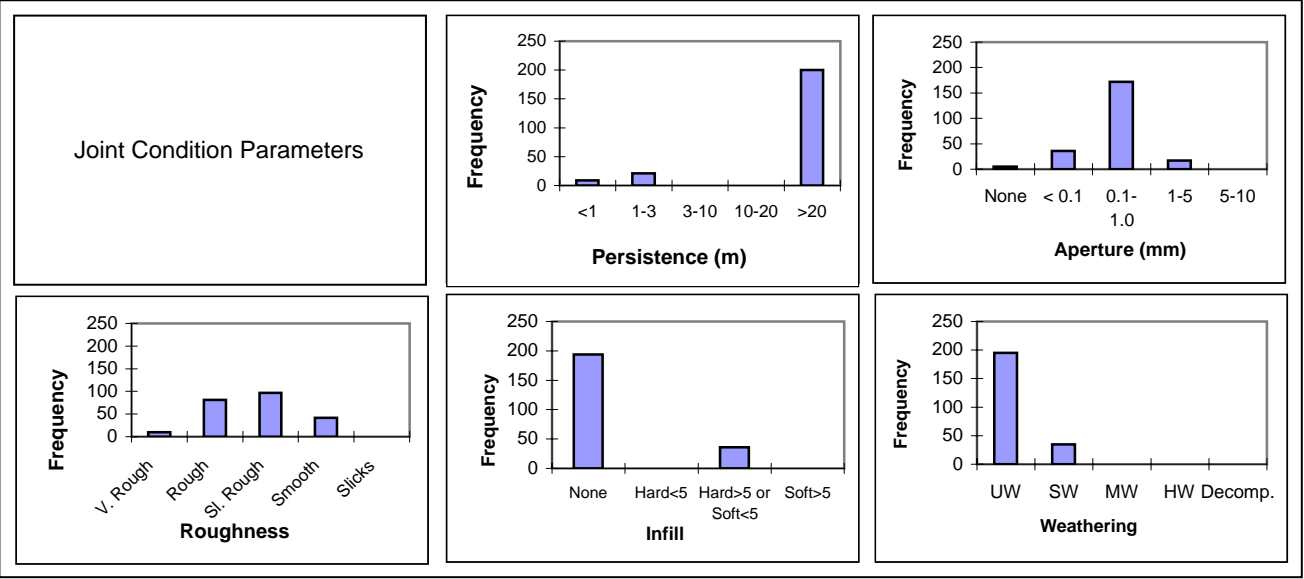 Joint Condition Parameters
250
200
150
100
50
0
Frequency
<1 1-3 3-10 10-20 >20
Persistence (m)
250
200
150
100
50
0
Frequency
None < 0.1 0.1- 1-5 5-10
1.0
Aperture (mm)
250
200
150
100
50
0
Frequency
V. Rough Rough Sl. Rough Smooth Slicks
Roughness
250
200
150
100
50
0
Frequency
None Hard<5 Hard>5 or Soft>5
Soft<5
Infill
250
200
150
100
50
0
Frequency
UW SW MW HW Decomp.
Weathering